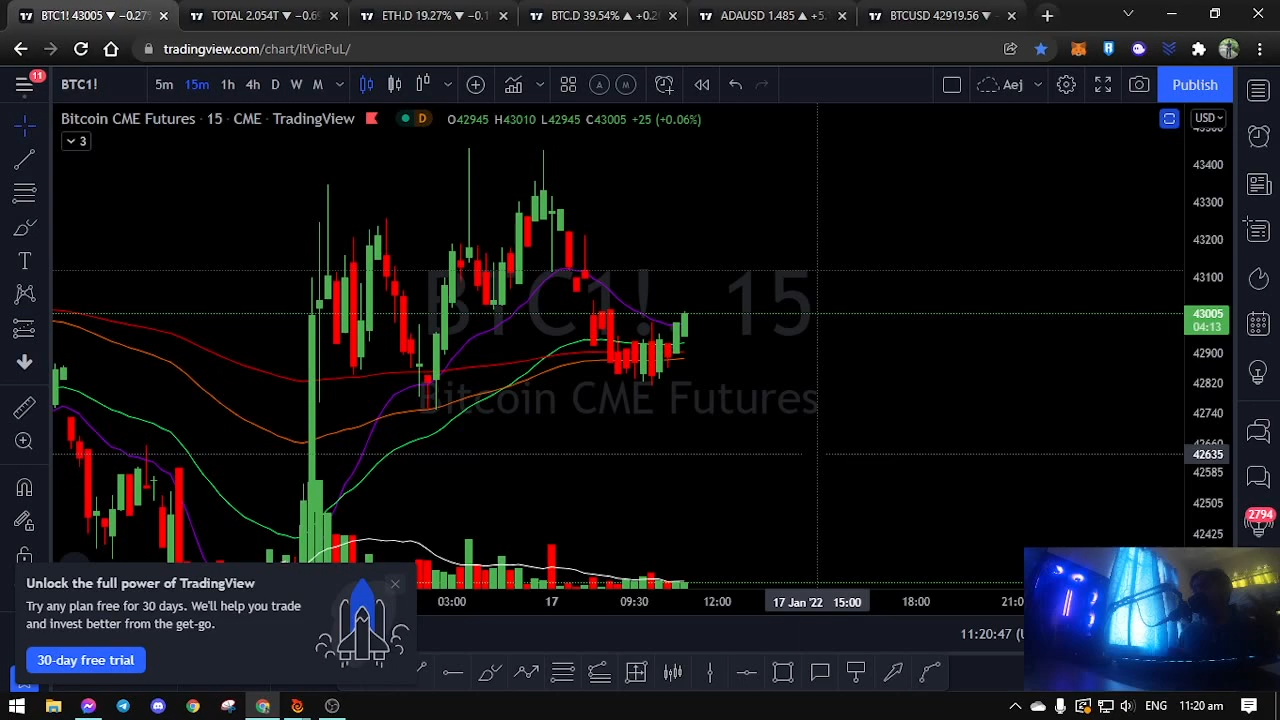 BTC1! 43005 ▼ −0.27%
TOTAL 2.054T ▼ −0.6
ETH.D 19.27% ▼ −0.1
BTC.D 39.54% ▲ +0.2
ADAUSD 1.485 ▲ +5.
BTCUSD 42919.56 ▼
tradingview.com/chart/ltVicPuL/
11
BTC1!
5m 15m 1h 4h D W M
A M
Aej
Publish
Bitcoin CME Futures · 15 · CME · TradingView
D
O42945 H43010 L42945 C43005 +25 (+0.06%)
3
USD
43400
43300
43200
43100
43005
04:13
42900
42820
42740
42660
42635
42585
42505
42425
BTC1! 15
Bitcoin CME Futures
2794
Unlock the full power of TradingView
Try any plan free for 30 days. We'll help you trade
and invest better from the get-go.
30-day free trial
03:00 17 09:30 12:00 17 Jan '22 15:00 18:00 21:0
11:20:47 (U
ENG 11:20 am